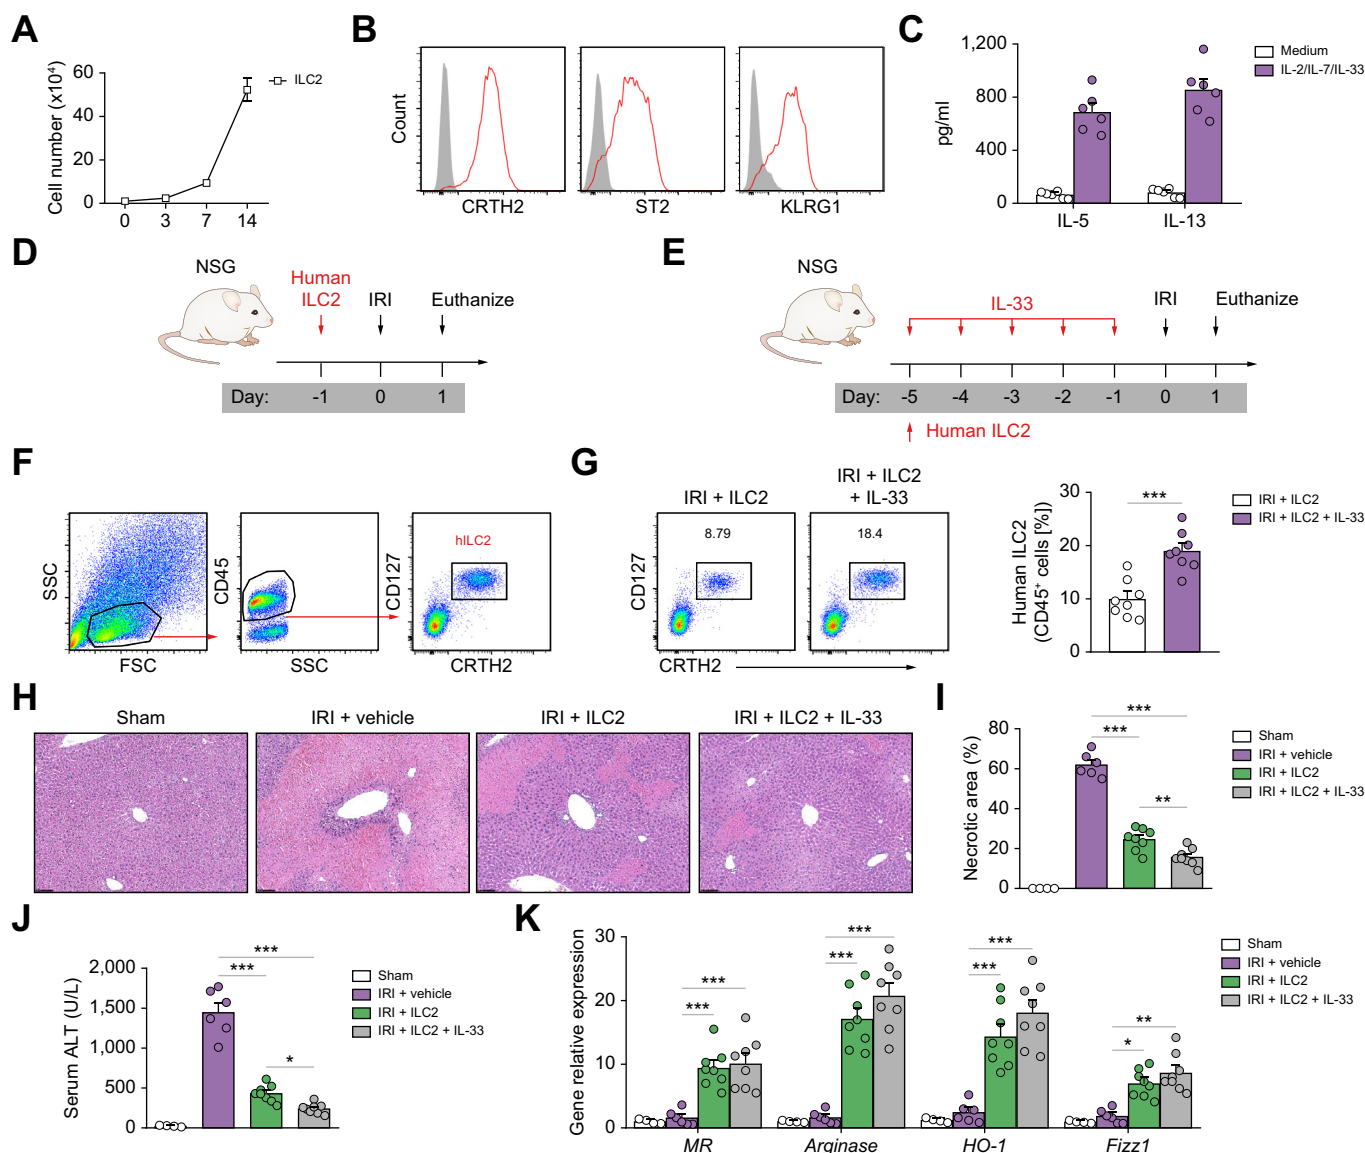 A
Cell number (x10⁴)
60
40
20
0
0 3 7 14
ILC2
B
Count
CRTH2 ST2 KLRG1
C
pg/ml
1,200
800
400
0
IL-5 IL-13
Medium
IL-2/IL-7/IL-33
D
NSG
Human
ILC2
IRI
Euthanize
Day: -1 0 1
E
NSG
IL-33
IRI
Euthanize
Day: -5 -4 -3 -2 -1 0 1
Human ILC2
F
SSC
FSC
CD45
SSC
CD127
hILC2
CRTH2
G
IRI + ILC2
IRI + ILC2
+ IL-33
8.79
18.4
CD127
CRTH2
Human ILC2
(CD45⁺ cells [%])
30
20
10
0
***
IRI + ILC2
IRI + ILC2 + IL-33
H
Sham IRI + vehicle IRI + ILC2 IRI + ILC2 + IL-33
I
Necrotic area (%)
80
60
40
20
0
***
***
**
Sham
IRI + vehicle
IRI + ILC2
IRI + ILC2 + IL-33
J
Serum ALT (U/L)
2,000
1,500
1,000
500
0
***
***
*
Sham
IRI + vehicle
IRI + ILC2
IRI + ILC2 + IL-33
K
Gene relative expression
30
20
10
0
***
***
***
***
***
***
**
*
MR Arginase HO-1 Fizz1
Sham
IRI + vehicle
IRI + ILC2
IRI + ILC2 + IL-33